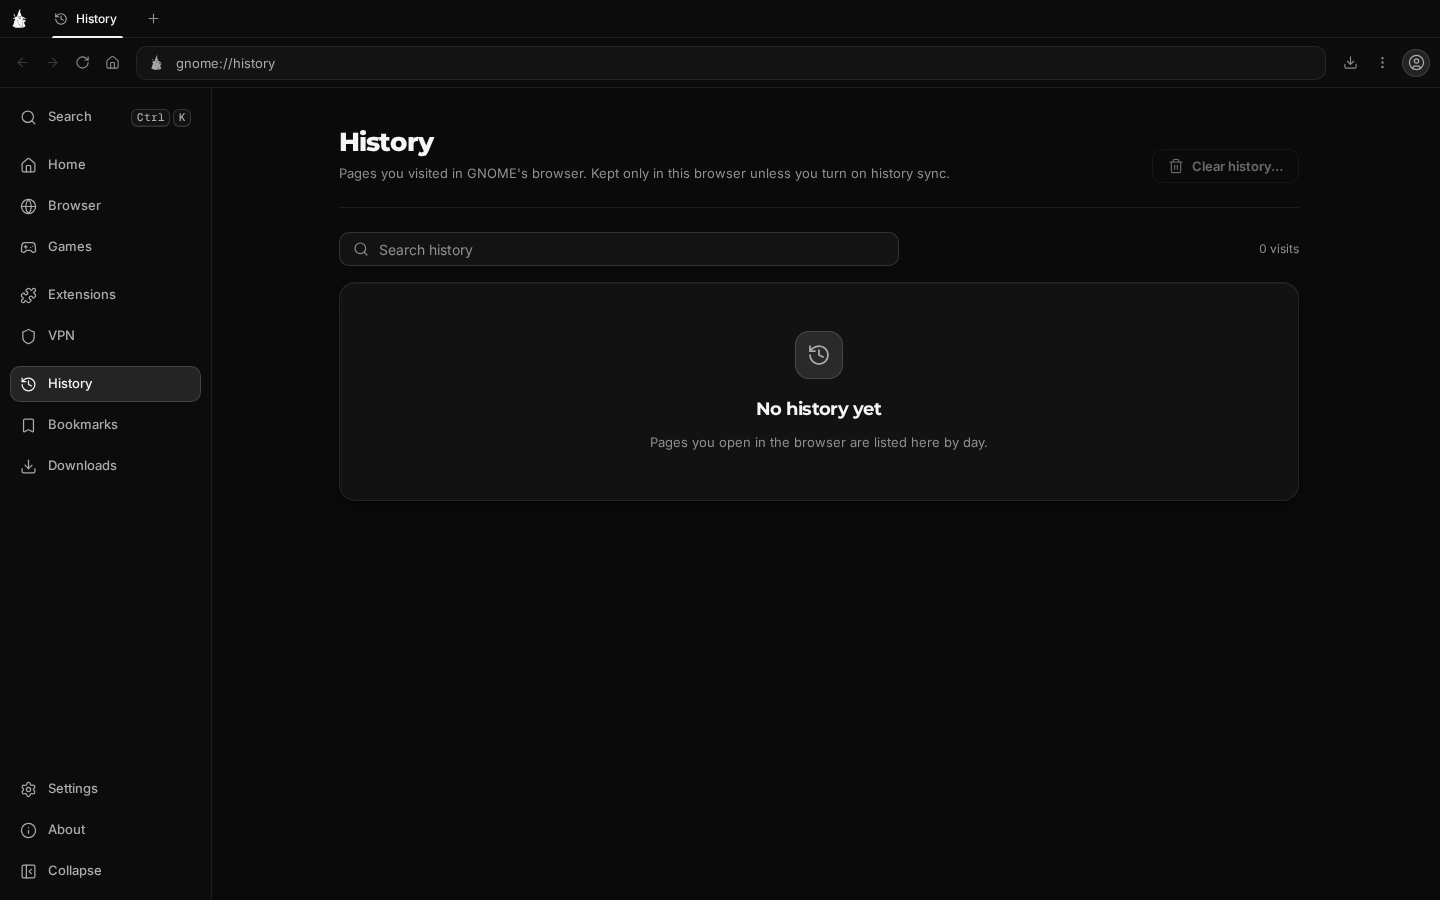 History
gnome://history
Search Ctrl K
Home
Browser
Games
Extensions
VPN
History
Bookmarks
Downloads
Settings
About
Collapse
History
Pages you visited in GNOME's browser. Kept only in this browser unless you turn on history sync.
Clear history...
Search history
0 visits
No history yet
Pages you open in the browser are listed here by day.